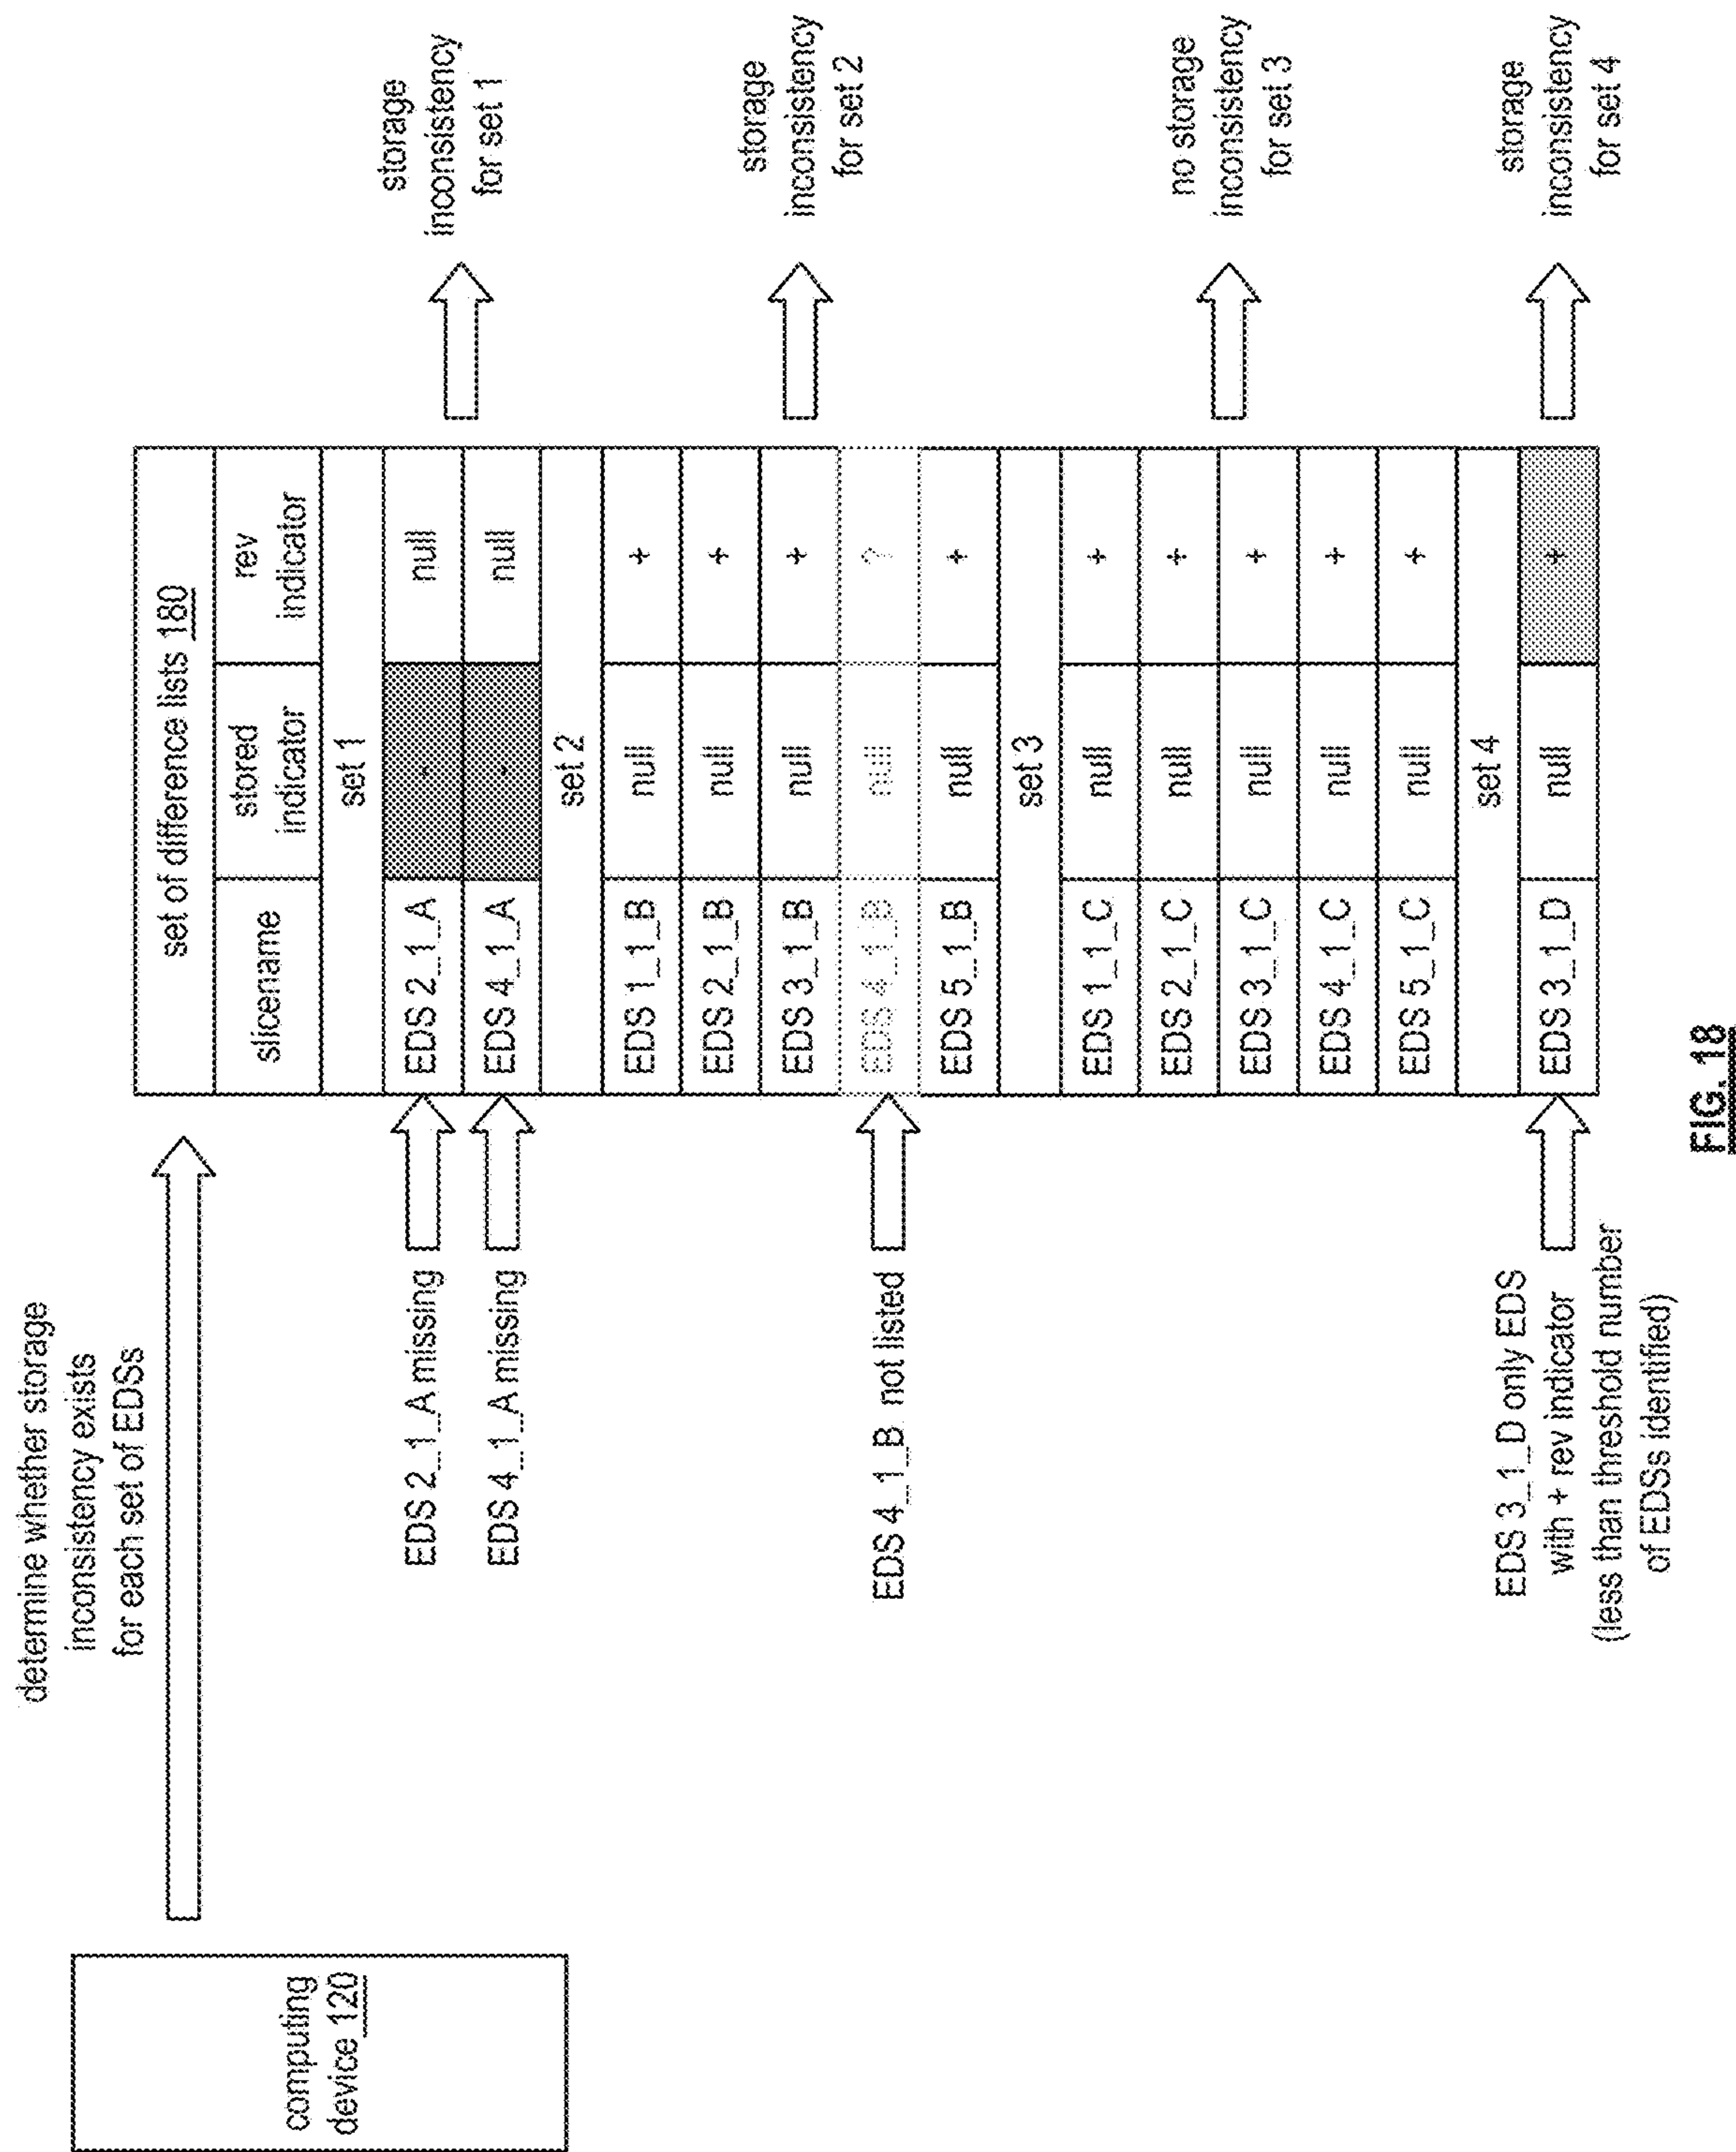 determine whether storage
inconsistency exists
for each set of EDSs
computing
device 120
set of difference lists 180
slicename
stored
indicator
rev
indicator
set 1
EDS 2_1_A missing
EDS 2_1_A - null
EDS 4_1_A missing
EDS 4_1_A - null
storage
inconsistency
for set 1
set 2
EDS 1_1_B null +
EDS 2_1_B null +
EDS 3_1_B null +
EDS 4_1_B not listed
EDS 4_1_B null ?
EDS 5_1_B null +
storage
inconsistency
for set 2
set 3
EDS 1_1_C null +
EDS 2_1_C null +
EDS 3_1_C null +
EDS 4_1_C null +
EDS 5_1_C null +
no storage
inconsistency
for set 3
set 4
EDS 3_1_D only EDS
with + rev indicator
(less than threshold number
of EDSs identified)
EDS 3_1_D null +
storage
inconsistency
for set 4
FIG. 18